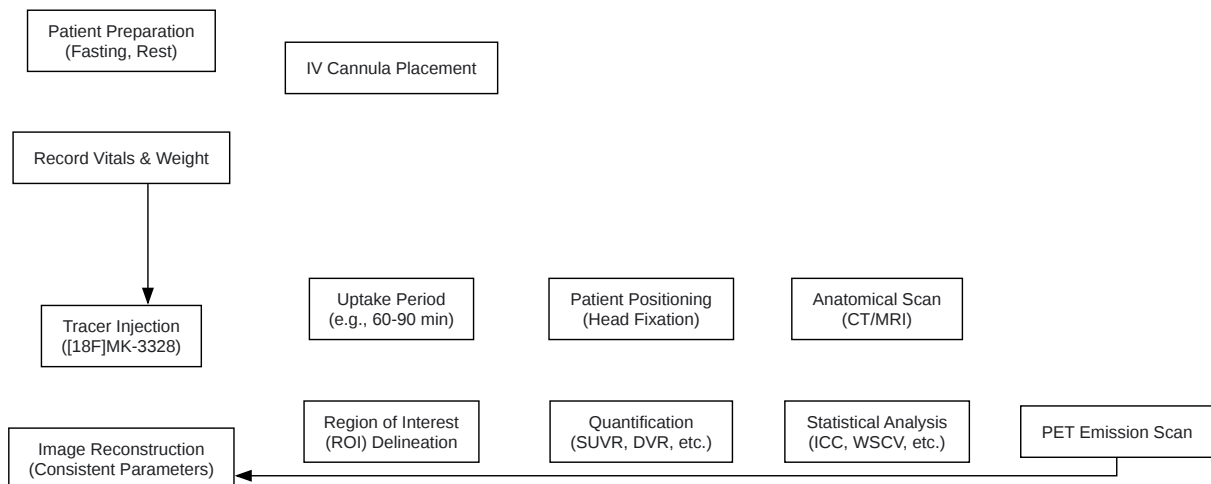 Patient Preparation
(Fasting, Rest)
IV Cannula Placement
Record Vitals & Weight
Tracer Injection
([18F]MK-3328)
Uptake Period
(e.g., 60-90 min)
Patient Positioning
(Head Fixation)
Anatomical Scan
(CT/MRI)
Image Reconstruction
(Consistent Parameters)
Region of Interest
(ROI) Delineation
Quantification
(SUVR, DVR, etc.)
Statistical Analysis
(ICC, WSCV, etc.)
PET Emission Scan